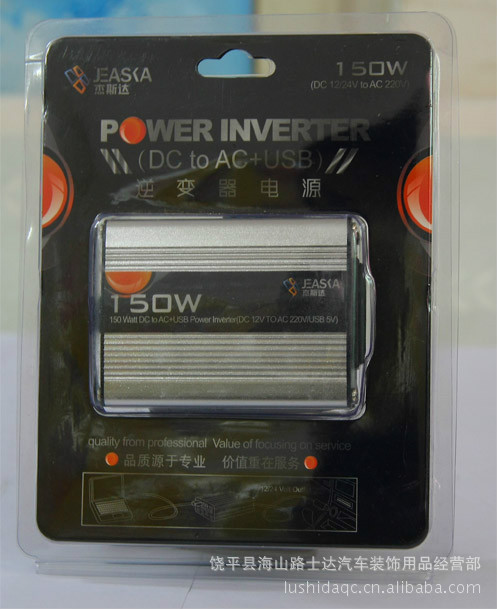 JEASKA
杰斯达
150W
(DC 12/24V to AC 220V)
POWER INVERTER
(DC to AC+USB)
逆变器电源
JEASKA
杰斯达
150W
150 Watt DC to AC+USB Power Inverter(DC 12V TO AC 220V/USB 5V)
quality from professional Value of focusing on service
品质源于专业 价值重在服务
饶平县海山路士达汽车装饰用品经营部
lushidaqc.cn.alibaba.com